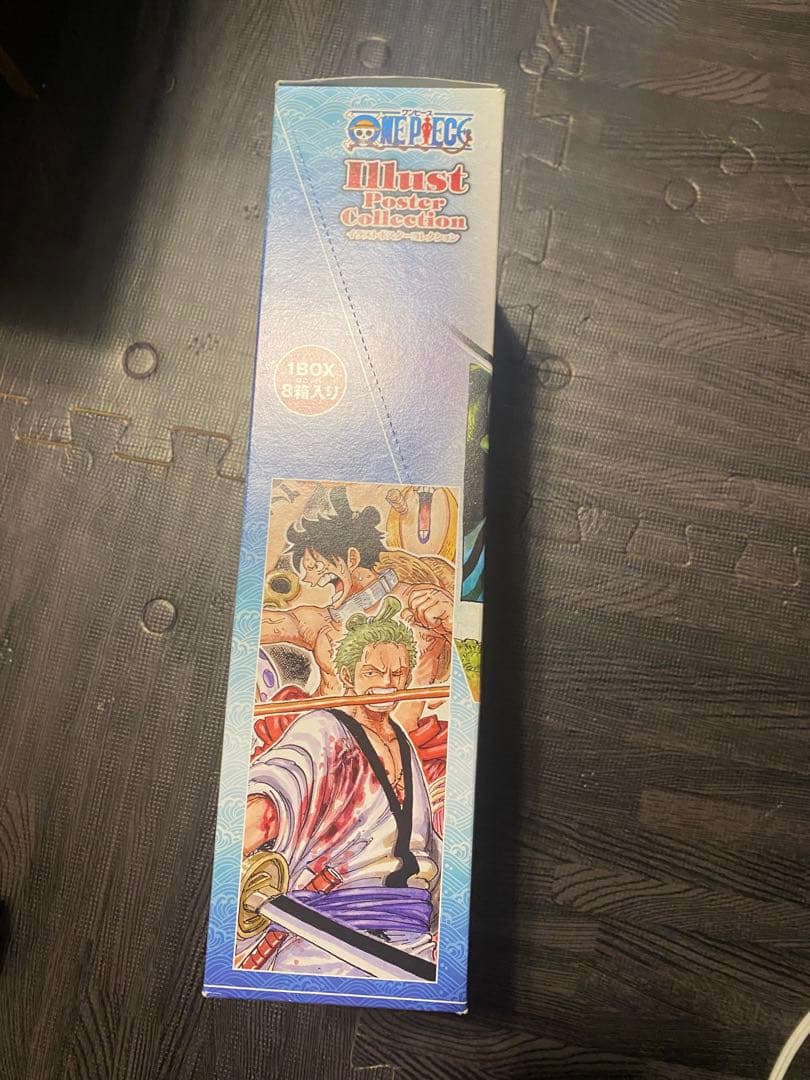 ワンピース
ONE PIECE
Illust
Poster
Collection
イラストポスターコレクション
1BOX
8箱入り